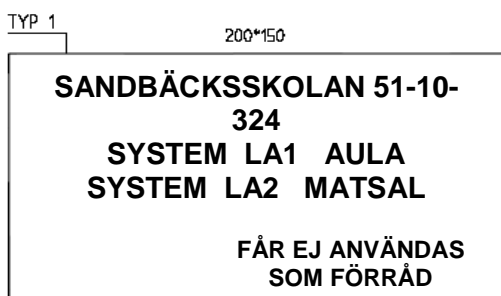 TYP 1
200*150
SANDBÄCKSSKOLAN 51-10-
324
SYSTEM LA1 AULA
SYSTEM LA2 MATSAL
FÅR EJ ANVÄNDAS
SOM FÖRRÅD